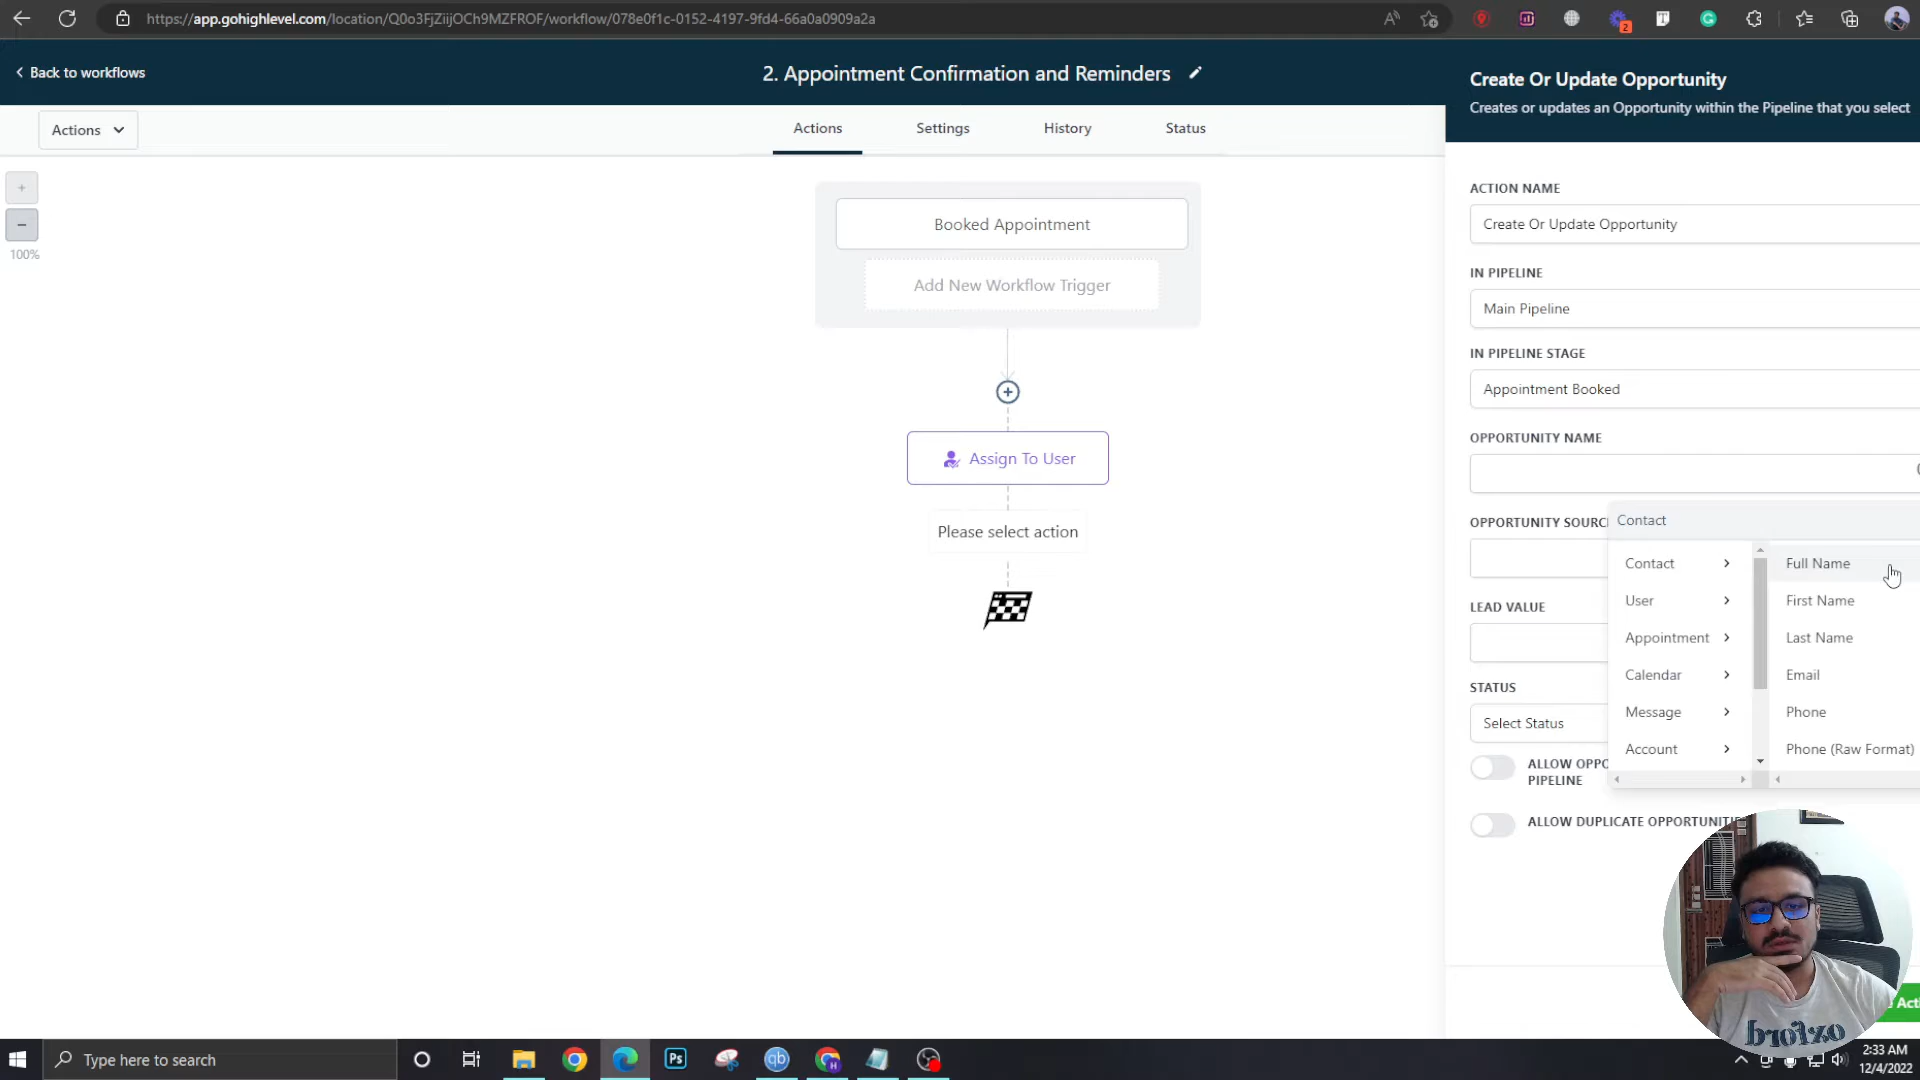 https://app.gohighlevel.com/location/Q0o3FjZiijOCh9MZFROF/workflow/078e0f1c-0152-4197-9fd4-66a0a0909a2a
2
Back to workflows
2. Appointment Confirmation and Reminders
Create Or Update Opportunity
Creates or updates an Opportunity within the Pipeline that you select
Actions
Actions
Settings
History
Status
+
−
100%
Booked Appointment
Add New Workflow Trigger
Assign To User
Please select action
ACTION NAME
Create Or Update Opportunity
IN PIPELINE
Main Pipeline
IN PIPELINE STAGE
Appointment Booked
OPPORTUNITY NAME
OPPORTUNITY SOURC
Contact
Contact
Full Name
User
First Name
Appointment
Last Name
Calendar
Email
Message
Phone
Account
Phone (Raw Format)
LEAD VALUE
STATUS
Select Status
ALLOW OPPO
PIPELINE
ALLOW DUPLICATE OPPORTUNITIE
Acti
Type here to search
Ps
qb
2:33 AM
12/4/2022